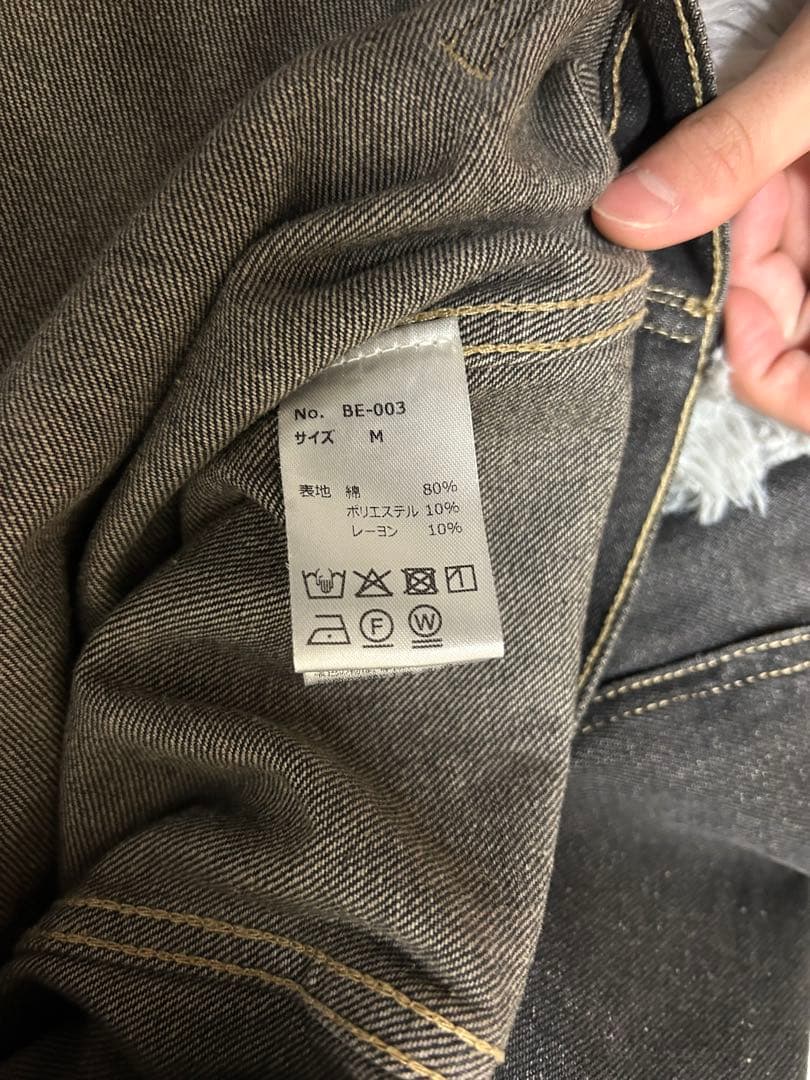 No. BE-003
サイズ M
表地 綿 80%
ポリエステル 10%
レーヨン 10%
F W